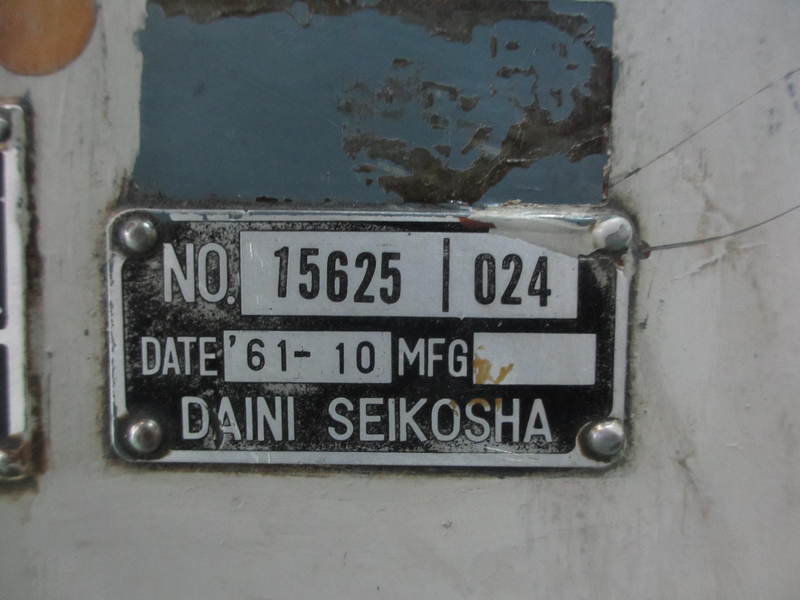 NO. 15625 | 024
DATE '61-10 MFG
DAINI SEIKOSHA